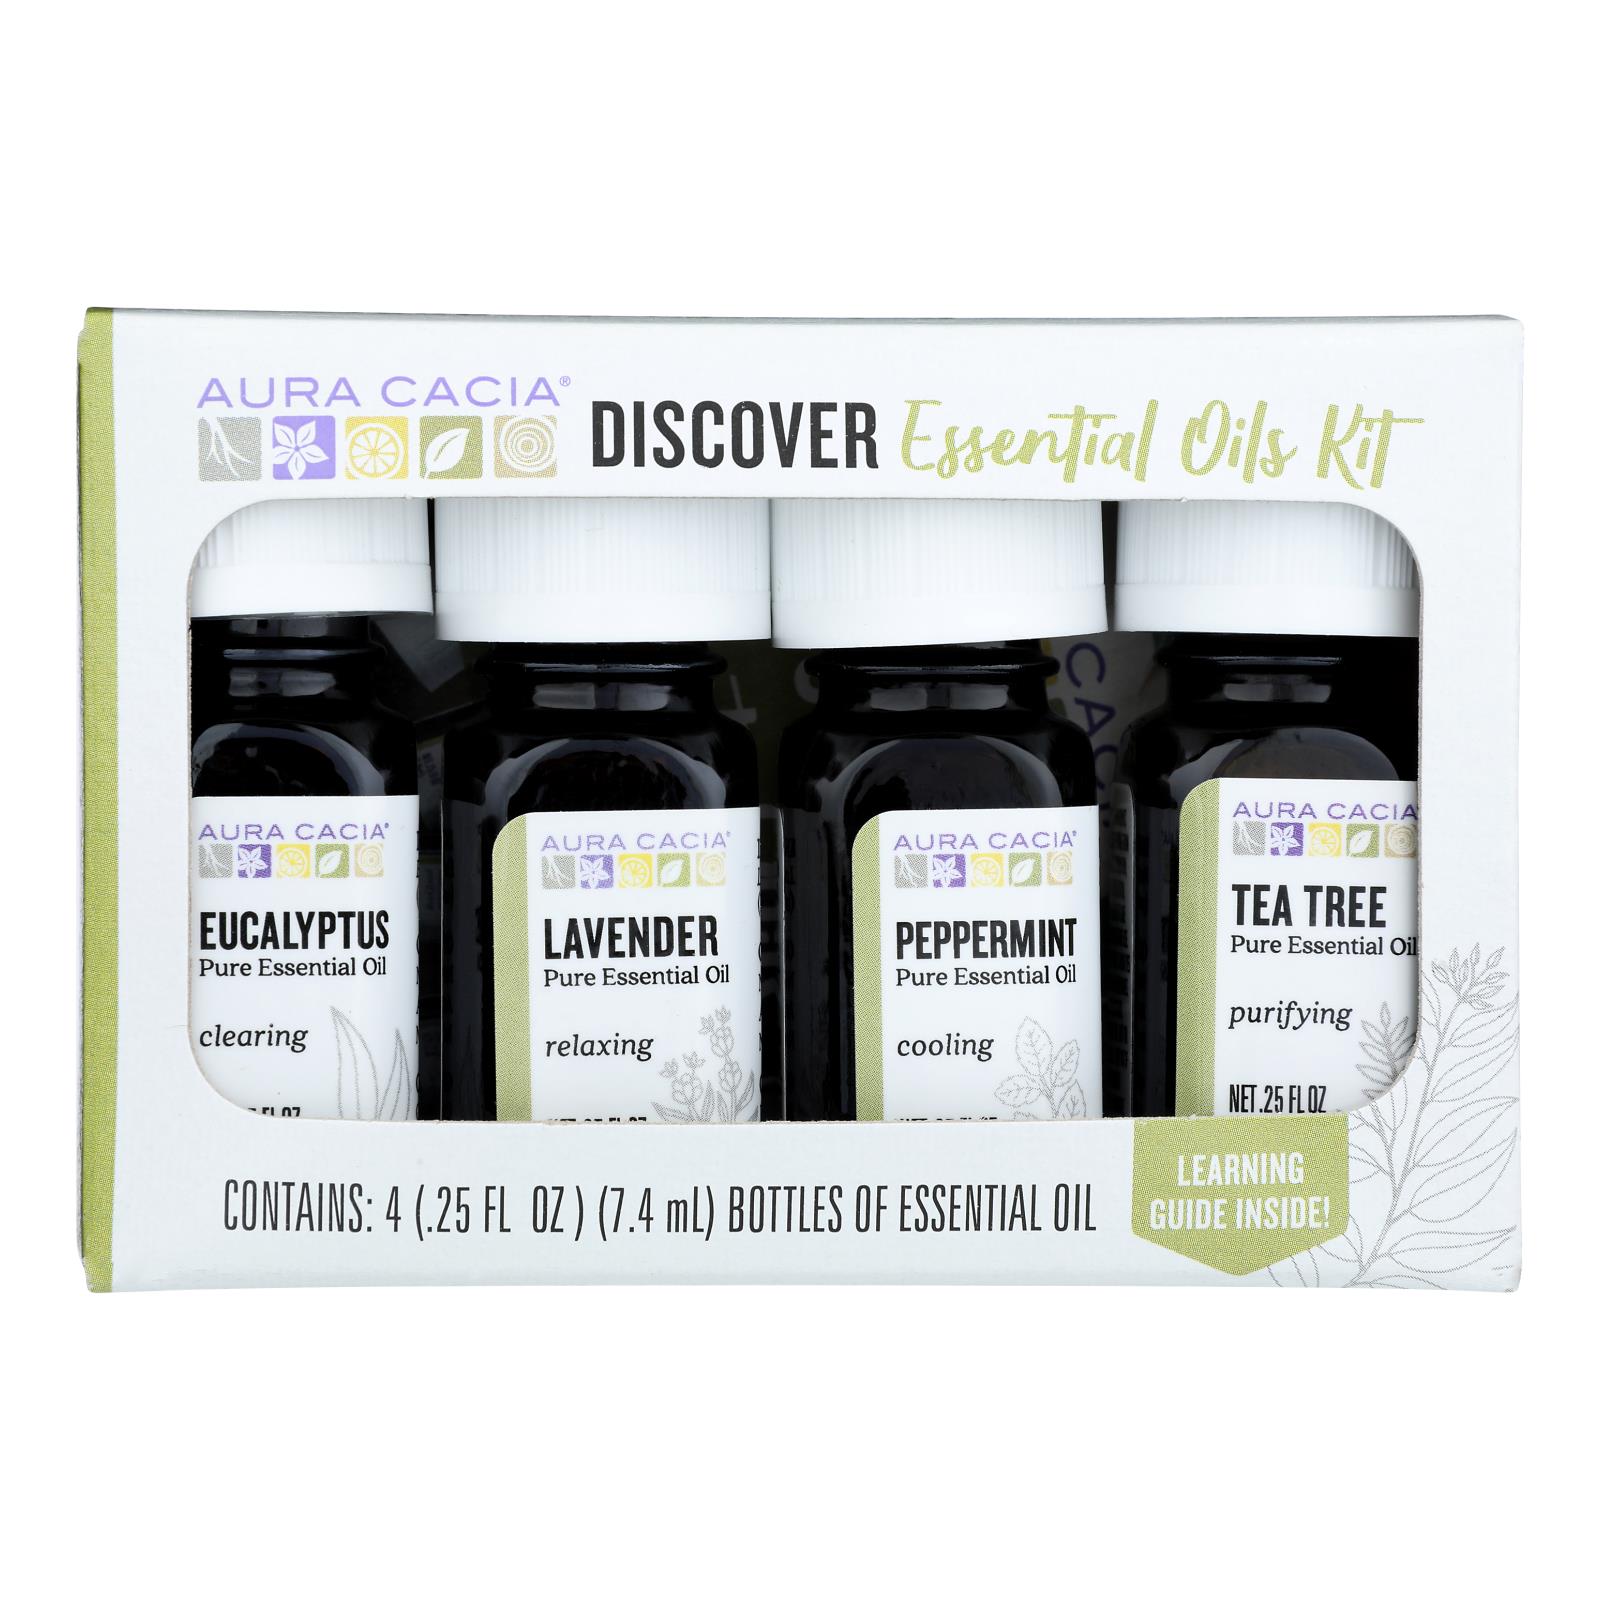 AURA CACIA®
DISCOVER Essential Oils Kit
AURA CACIA®
EUCALYPTUS
Pure Essential Oil
clearing
FL OZ
AURA CACIA®
LAVENDER
Pure Essential Oil
relaxing
AURA CACIA®
PEPPERMINT
Pure Essential Oil
cooling
AURA CACIA
TEA TREE
Pure Essential Oil
purifying
NET .25 FL OZ
CONTAINS: 4 (.25 FL OZ) (7.4 mL) BOTTLES OF ESSENTIAL OIL
LEARNING
GUIDE INSIDE!